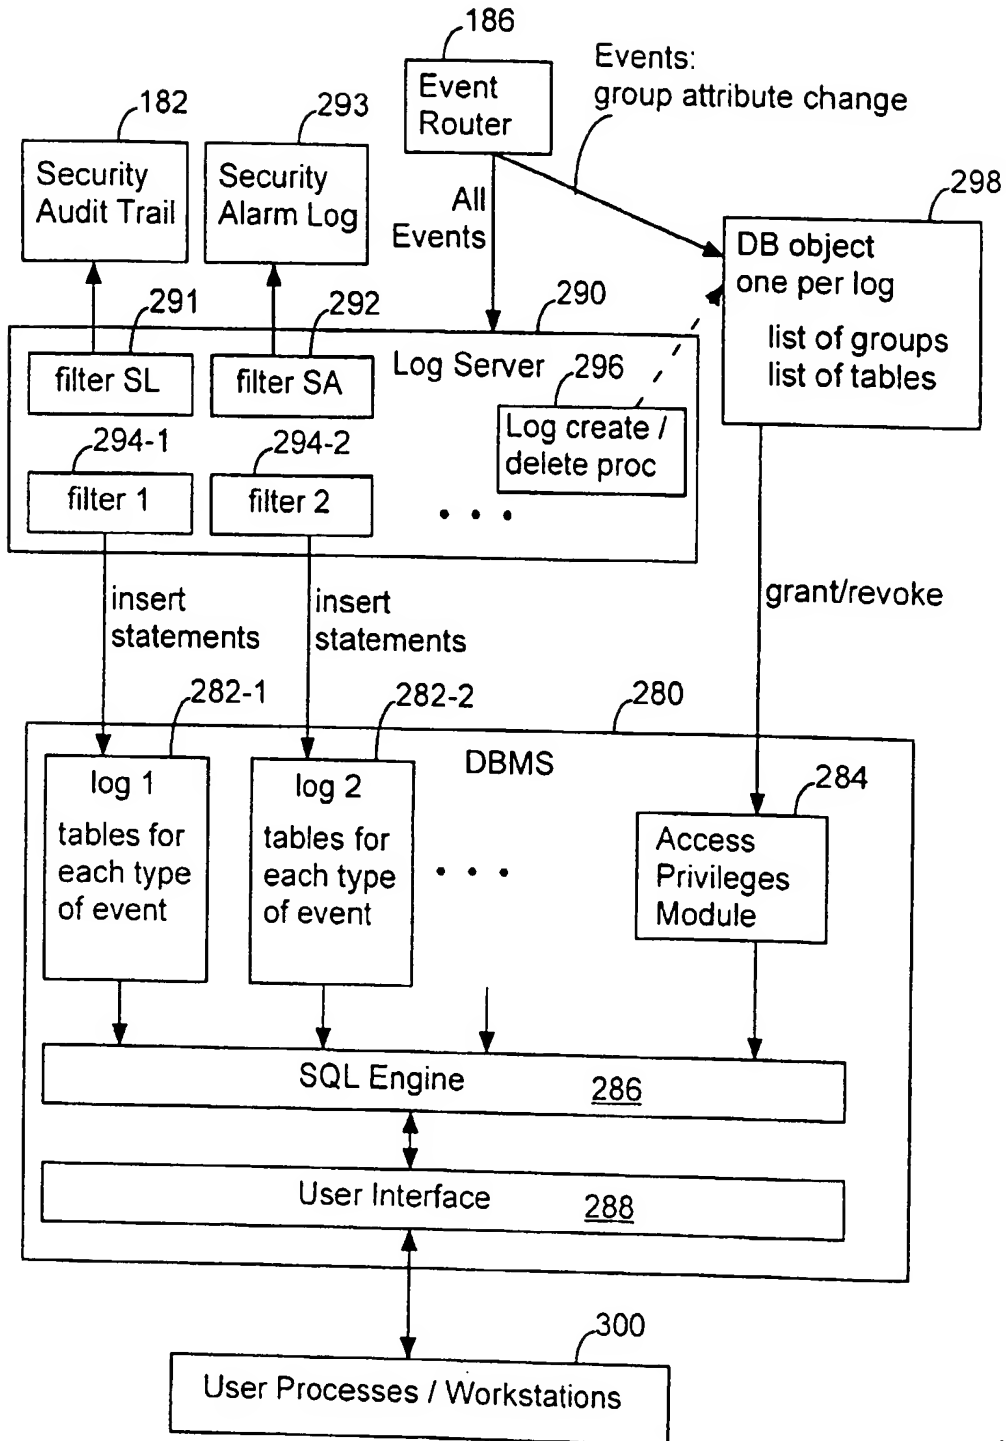 186
Event
Router
Events:
group attribute change
182
Security
Audit Trail
293
Security
Alarm Log
All
Events
298
DB object
one per log
list of groups
list of tables
290
Log Server
291
filter SL
292
filter SA
296
Log create /
delete proc
294-1
filter 1
294-2
filter 2
• • •
insert
statements
insert
statements
grant/revoke
280
DBMS
282-1
log 1
tables for
each type
of event
282-2
log 2
tables for
each type
of event
• • •
284
Access
Privileges
Module
SQL Engine 286
User Interface 288
300
User Processes / Workstations